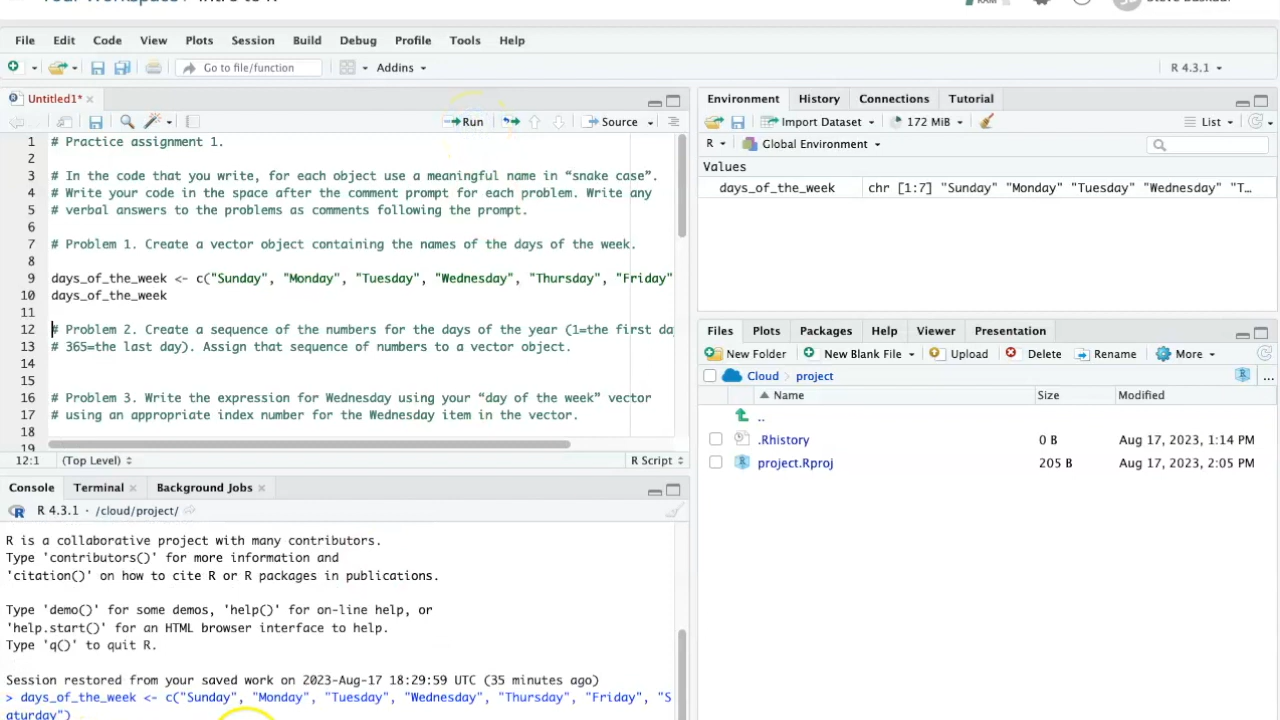 File Edit Code View Plots Session Build Debug Profile Tools Help
Go to file/function Addins R 4.3.1
Untitled1*
Run Source
1 # Practice assignment 1.
2
3 # In the code that you write, for each object use a meaningful name in “snake case”.
4 # Write your code in the space after the comment prompt for each problem. Write any
5 # verbal answers to the problems as comments following the prompt.
6
7 # Problem 1. Create a vector object containing the names of the days of the week.
8
9 days_of_the_week <- c("Sunday", "Monday", "Tuesday", "Wednesday", "Thursday", "Friday"
10 days_of_the_week
11
12 # Problem 2. Create a sequence of the numbers for the days of the year (1=the first da
13 # 365=the last day). Assign that sequence of numbers to a vector object.
14
15
16 # Problem 3. Write the expression for Wednesday using your “day of the week” vector
17 # using an appropriate index number for the Wednesday item in the vector.
18
19
12:1 (Top Level) R Script
Console Terminal Background Jobs
R 4.3.1 · /cloud/project/
R is a collaborative project with many contributors.
Type 'contributors()' for more information and
'citation()' on how to cite R or R packages in publications.
Type 'demo()' for some demos, 'help()' for on-line help, or
'help.start()' for an HTML browser interface to help.
Type 'q()' to quit R.
Session restored from your saved work on 2023-Aug-17 18:29:59 UTC (35 minutes ago)
> days_of_the_week <- c("Sunday", "Monday", "Tuesday", "Wednesday", "Thursday", "Friday", "S
aturday")
Environment History Connections Tutorial
Import Dataset 172 MiB List
R Global Environment
Values
days_of_the_week chr [1:7] "Sunday" "Monday" "Tuesday" "Wednesday" "T…
Files Plots Packages Help Viewer Presentation
New Folder New Blank File Upload Delete Rename More
Cloud project ...
Name Size Modified
..
.Rhistory 0 B Aug 17, 2023, 1:14 PM
project.Rproj 205 B Aug 17, 2023, 2:05 PM